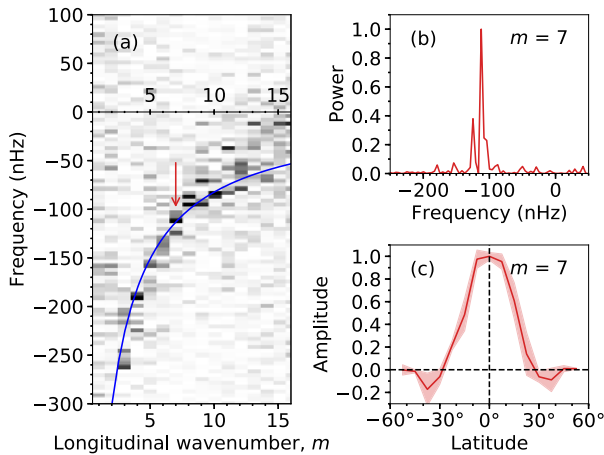 100
50
0
−50
−100
−150
−200
−250
−300
Frequency (nHz)
(a)
5 10 15
5 10 15
Longitudinal wavenumber, m
(b)
m = 7
1.0
0.8
0.6
0.4
0.2
0.0
Power
−200 −100 0
Frequency (nHz)
(c)
m = 7
1.0
0.8
0.6
0.4
0.2
0.0
−0.2
Amplitude
−60° −30° 0° 30° 60°
Latitude